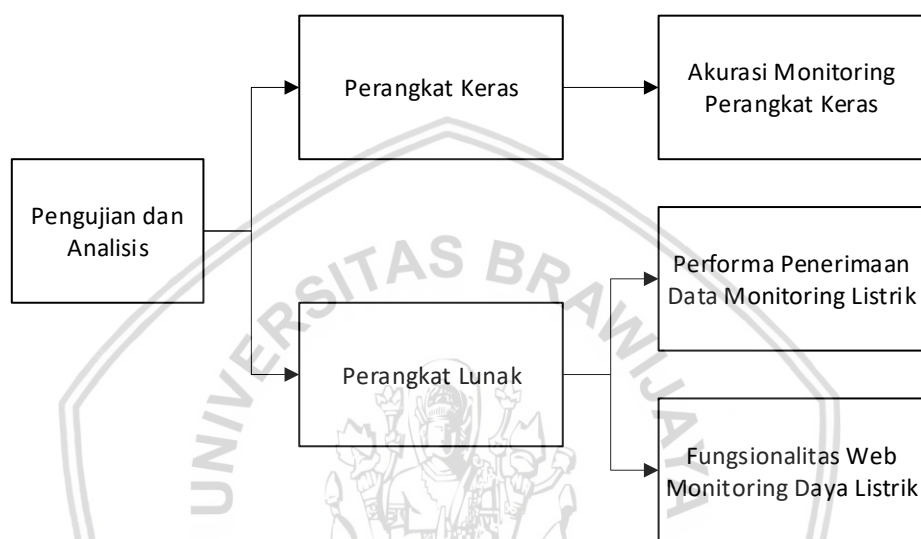 Perangkat Keras
Akurasi Monitoring
Perangkat Keras
Pengujian dan
Analisis
Performa Penerimaan
Data Monitoring Listrik
Perangkat Lunak
Fungsionalitas Web
Monitoring Daya Listrik
UNIVERSITAS BRAWIJAYA